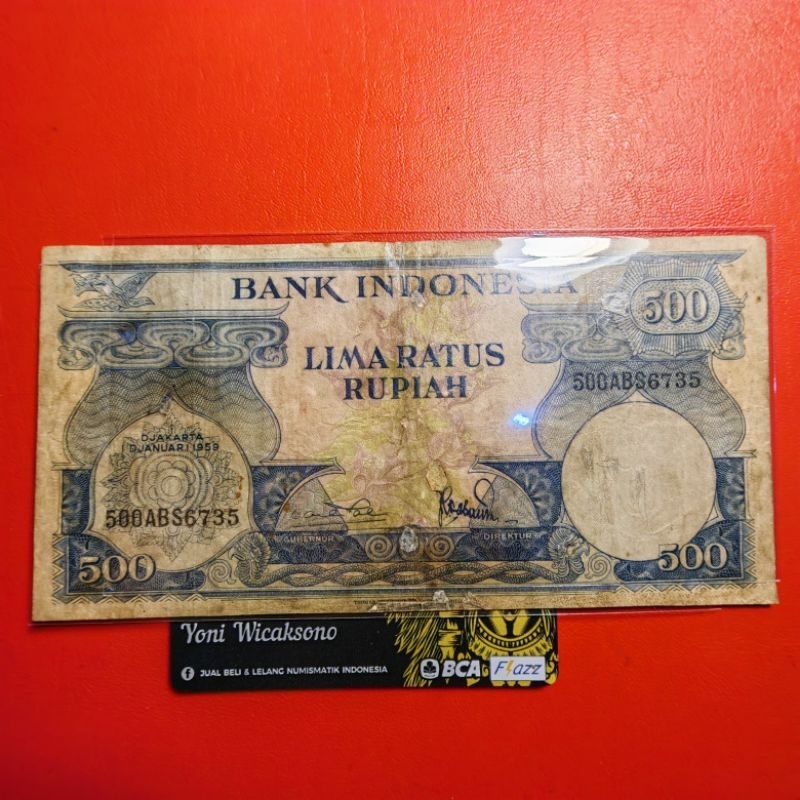 BANK INDONESIA
500
LIMA RATUS
RUPIAH
500ABS6735
DJAKARTA
DJANUARI 1959
500ABS6735
GUBERNUR
DIREKTUR
500
500
Yoni Wicaksono
JUAL BELI & LELANG NUMISMATIK INDONESIA
BCA
Flazz